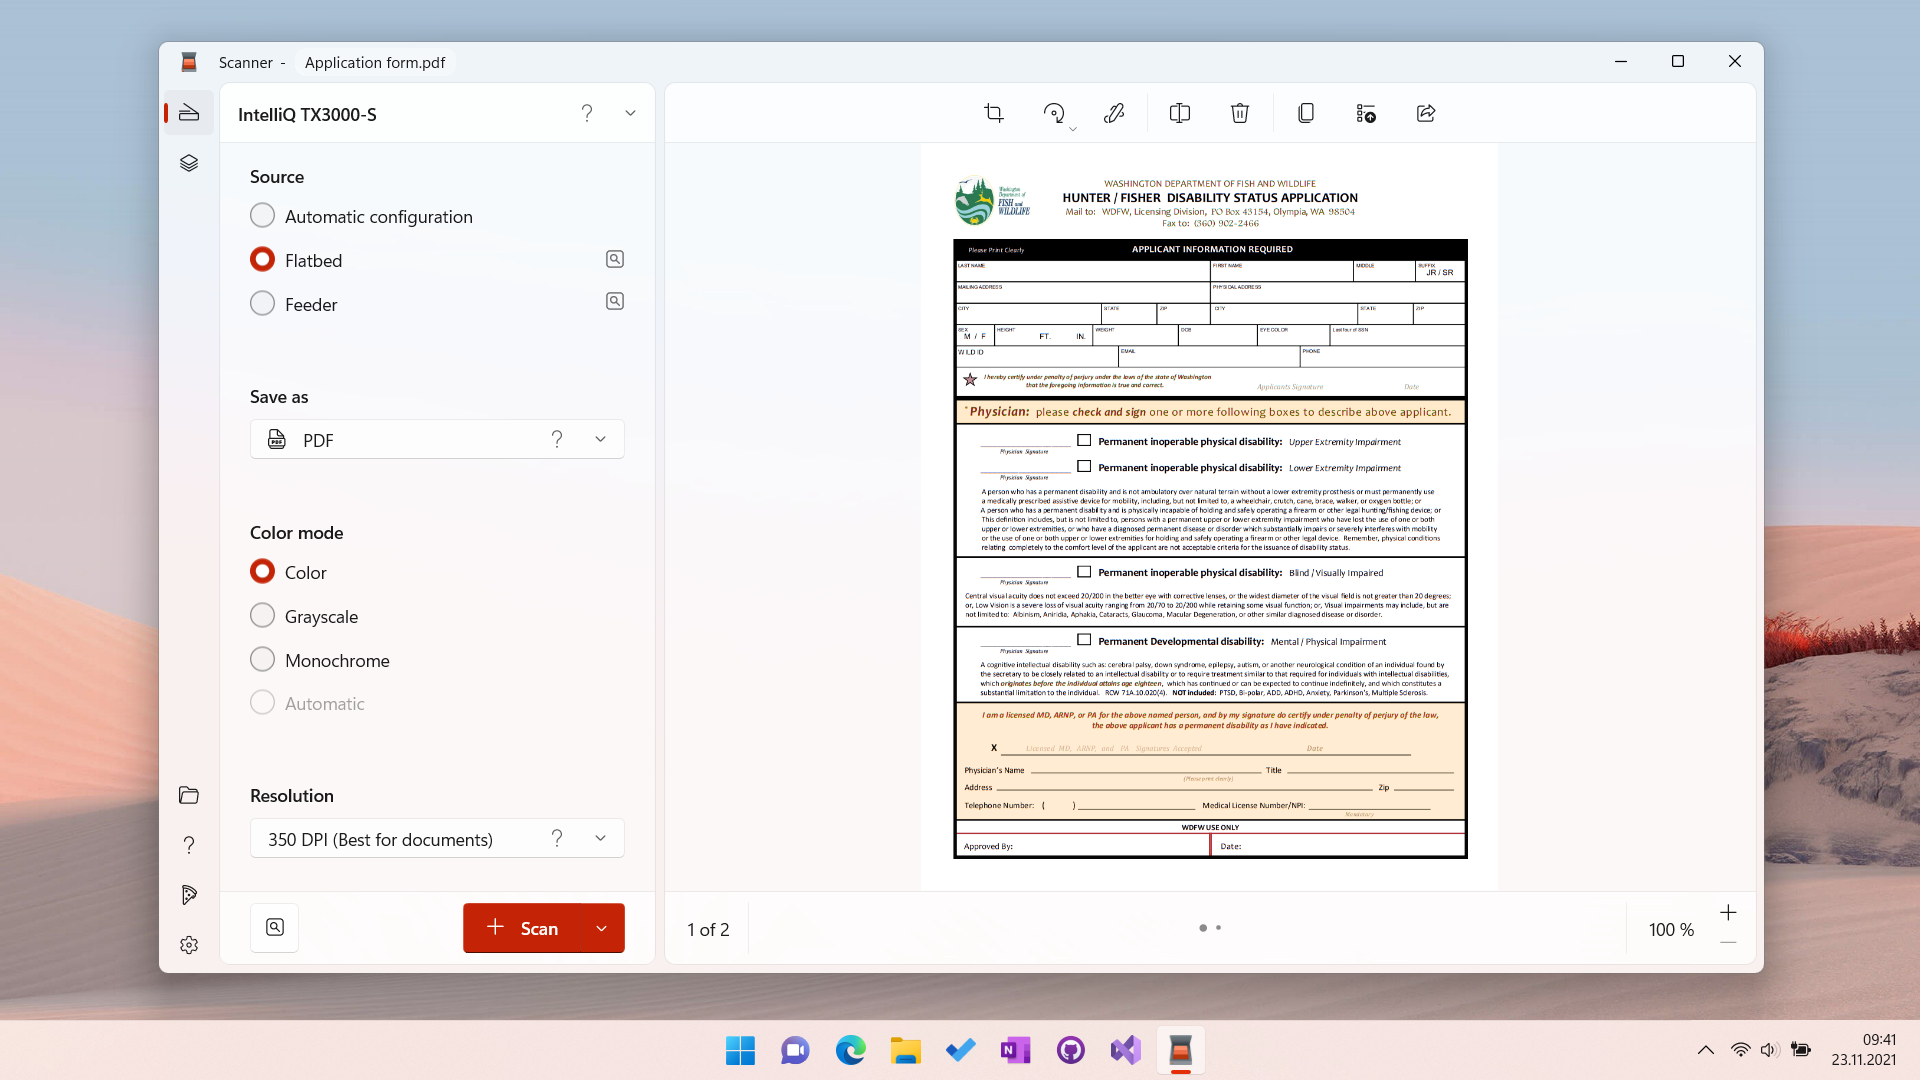 Scanner - Application form.pdf
IntelliQ TX3000-S
Source
Automatic configuration
Flatbed
Feeder
Save as
PDF
Color mode
Color
Grayscale
Monochrome
Automatic
Resolution
350 DPI (Best for documents)
Scan
Washington
Department of
FISH and
WILDLIFE
WASHINGTON DEPARTMENT OF FISH AND WILDLIFE
HUNTER / FISHER DISABILITY STATUS APPLICATION
Mail to: WDFW, Licensing Division, PO Box 43154, Olympia, WA 98504
Fax to: (360) 902-2466
Please Print Clearly APPLICANT INFORMATION REQUIRED
LAST NAME FIRST NAME MIDDLE SUFFIX
JR / SR
MAILING ADDRESS PHYSICAL ADDRESS
CITY STATE ZIP CITY STATE ZIP
SEX HEIGHT WEIGHT DOB EYE COLOR Last four of SSN
M / F FT. IN.
WILD ID EMAIL PHONE
I hereby certify under penalty of perjury under the laws of the state of Washington
that the foregoing information is true and correct.
Applicants Signature Date
*Physician: please check and sign one or more following boxes to describe above applicant.
Permanent inoperable physical disability: Upper Extremity Impairment
Physician Signature
Permanent inoperable physical disability: Lower Extremity Impairment
Physician Signature
A person who has a permanent disability and is not ambulatory over natural terrain without a lower extremity prosthesis or must permanently use
a medically prescribed assistive device for mobility, including, but not limited to, a wheelchair, crutch, cane, brace, walker, or oxygen bottle; or
A person who has a permanent disability and is physically incapable of holding and safely operating a firearm or other legal hunting/fishing device; or
This definition includes, but is not limited to, persons with a permanent upper or lower extremity impairment who have lost the use of one or both
upper or lower extremities, or who have a diagnosed permanent disease or disorder which substantially impairs or severely interferes with mobility
or the use of one or both upper or lower extremities for holding and safely operating a firearm or other legal device. Remember, physical conditions
relating completely to the comfort level of the applicant are not acceptable criteria for the issuance of disability status.
Permanent inoperable physical disability: Blind / Visually Impaired
Physician Signature
Central visual acuity does not exceed 20/200 in the better eye with corrective lenses, or the widest diameter of the visual field is not greater than 20 degrees;
or, Low Vision is a severe loss of visual acuity ranging from 20/70 to 20/200 while retaining some visual function; or, Visual impairments may include, but are
not limited to: Albinism, Aniridia, Aphakia, Cataracts, Glaucoma, Macular Degeneration, or other similar diagnosed disease or disorder.
Permanent Developmental disability: Mental / Physical Impairment
Physician Signature
A cognitive intellectual disability such as: cerebral palsy, down syndrome, epilepsy, autism, or another neurological condition of an individual found by
the secretary to be closely related to an intellectual disability or to require treatment similar to that required for individuals with intellectual disabilities,
which originates before the individual attains age eighteen, which has continued or can be expected to continue indefinitely, and which constitutes a
substantial limitation to the individual. RCW 71A.10.020(4). NOT included: PTSD, Bi-polar, ADD, ADHD, Anxiety, Parkinson's, Multiple Sclerosis.
I am a licensed MD, ARNP, or PA for the above named person, and by my signature do certify under penalty of perjury of the law,
the above applicant has a permanent disability as I have indicated.
X Licensed MD, ARNP, and PA Signatures Accepted Date
Physician's Name Title
(Please print clearly)
Address Zip
Telephone Number: ( ) Medical License Number/NPI:
Mandatory
WDFW USE ONLY
Approved By: Date:
1 of 2
100 %
09:41
23.11.2021